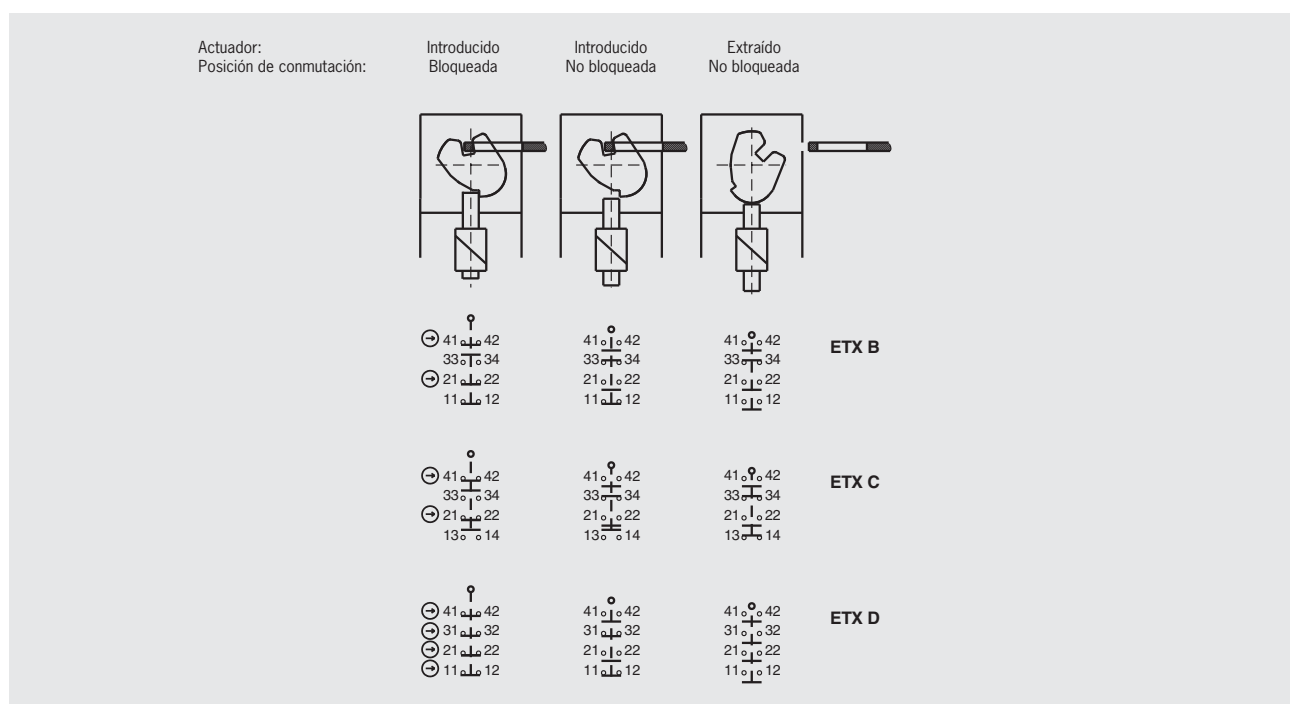 Actuador: Introducido Introducido Extraído
Posición de conmutación: Bloqueada No bloqueada No bloqueada
41 42 41 42 41 42 ETX B
33 34 33 34 33 34
21 22 21 22 21 22
11 12 11 12 11 12
41 42 41 42 41 42 ETX C
33 34 33 34 33 34
21 22 21 22 21 22
13 14 13 14 13 14
41 42 41 42 41 42 ETX D
31 32 31 32 31 32
21 22 21 22 21 22
11 12 11 12 11 12